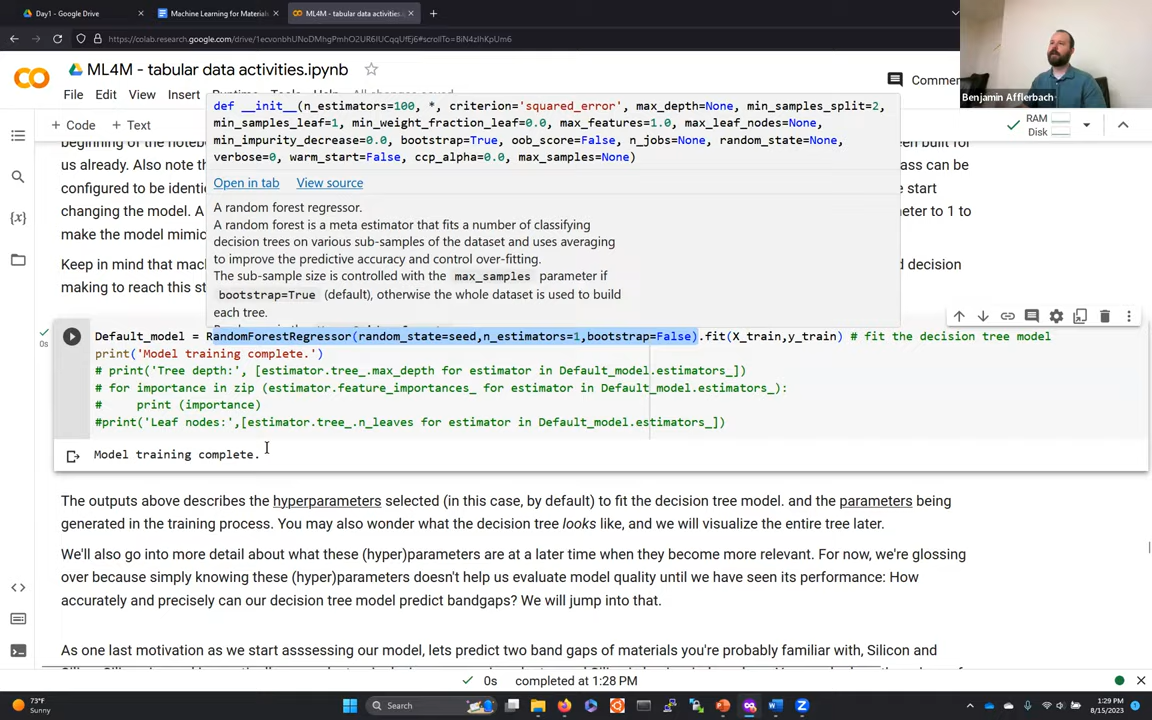 Day1 - Google Drive
Machine Learning for Materials
ML4M - tabular data activities.i
https://colab.research.google.com/drive/1ecvonbhUNoDMhgPmhO2UR6IUCqqUfEj6#scrollTo=BiN4zIhKpUm6
ML4M - tabular data activities.ipynb
File Edit View Insert Runtime Tools Help
Comment
Benjamin Afflerbach
+ Code + Text
RAM
Disk
def __init__(n_estimators=100, *, criterion='squared_error', max_depth=None, min_samples_split=2,
min_samples_leaf=1, min_weight_fraction_leaf=0.0, max_features=1.0, max_leaf_nodes=None,
min_impurity_decrease=0.0, bootstrap=True, oob_score=False, n_jobs=None, random_state=None,
verbose=0, warm_start=False, ccp_alpha=0.0, max_samples=None)
Open in tab View source
A random forest regressor.
A random forest is a meta estimator that fits a number of classifying
decision trees on various sub-samples of the dataset and uses averaging
to improve the predictive accuracy and control over-fitting.
The sub-sample size is controlled with the max_samples parameter if
bootstrap=True (default), otherwise the whole dataset is used to build
each tree.
beginning of the notebo
been built for
us already. Also note th
ass can be
configured to be identic
e start
changing the model. A
meter to 1 to
make the model mimic
Keep in mind that mac
ed decision
making to reach this st
0s
Default_model = RandomForestRegressor(random_state=seed,n_estimators=1,bootstrap=False).fit(X_train,y_train) # fit the decision tree model
print('Model training complete.')
# print('Tree depth:', [estimator.tree_.max_depth for estimator in Default_model.estimators_])
# for importance in zip (estimator.feature_importances_ for estimator in Default_model.estimators_):
# print (importance)
#print('Leaf nodes:',[estimator.tree_.n_leaves for estimator in Default_model.estimators_])
Model training complete.
The outputs above describes the hyperparameters selected (in this case, by default) to fit the decision tree model. and the parameters being
generated in the training process. You may also wonder what the decision tree looks like, and we will visualize the entire tree later.
We'll also go into more detail about what these (hyper)parameters are at a later time when they become more relevant. For now, we're glossing
over because simply knowing these (hyper)parameters doesn't help us evaluate model quality until we have seen its performance: How
accurately and precisely can our decision tree model predict bandgaps? We will jump into that.
As one last motivation as we start asssessing our model, lets predict two band gaps of materials you're probably familiar with, Silicon and
0s completed at 1:28 PM
73°F
Sunny
Search
1:29 PM
8/15/2023